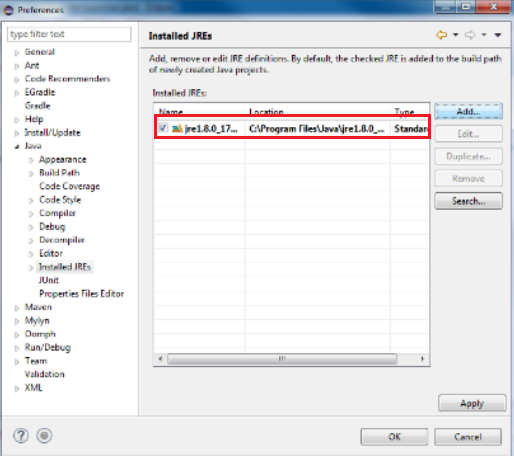 Preferences
type filter text
General
Ant
Code Recommenders
EGradle
Gradle
Help
Install/Update
Java
Appearance
Build Path
Code Coverage
Code Style
Compiler
Debug
Decompiler
Editor
Installed JREs
JUnit
Properties Files Editor
Maven
Mylyn
Oomph
Run/Debug
Team
Validation
XML
Installed JREs
Add, remove or edit JRE definitions. By default, the checked JRE is added to the build path
of newly created Java projects.
Installed JREs:
Name Location Type
jre1.8.0_17... C:\Program Files\Java\jre1.8.0_... Standard
Add...
Edit...
Duplicate...
Remove
Search...
Apply
OK Cancel